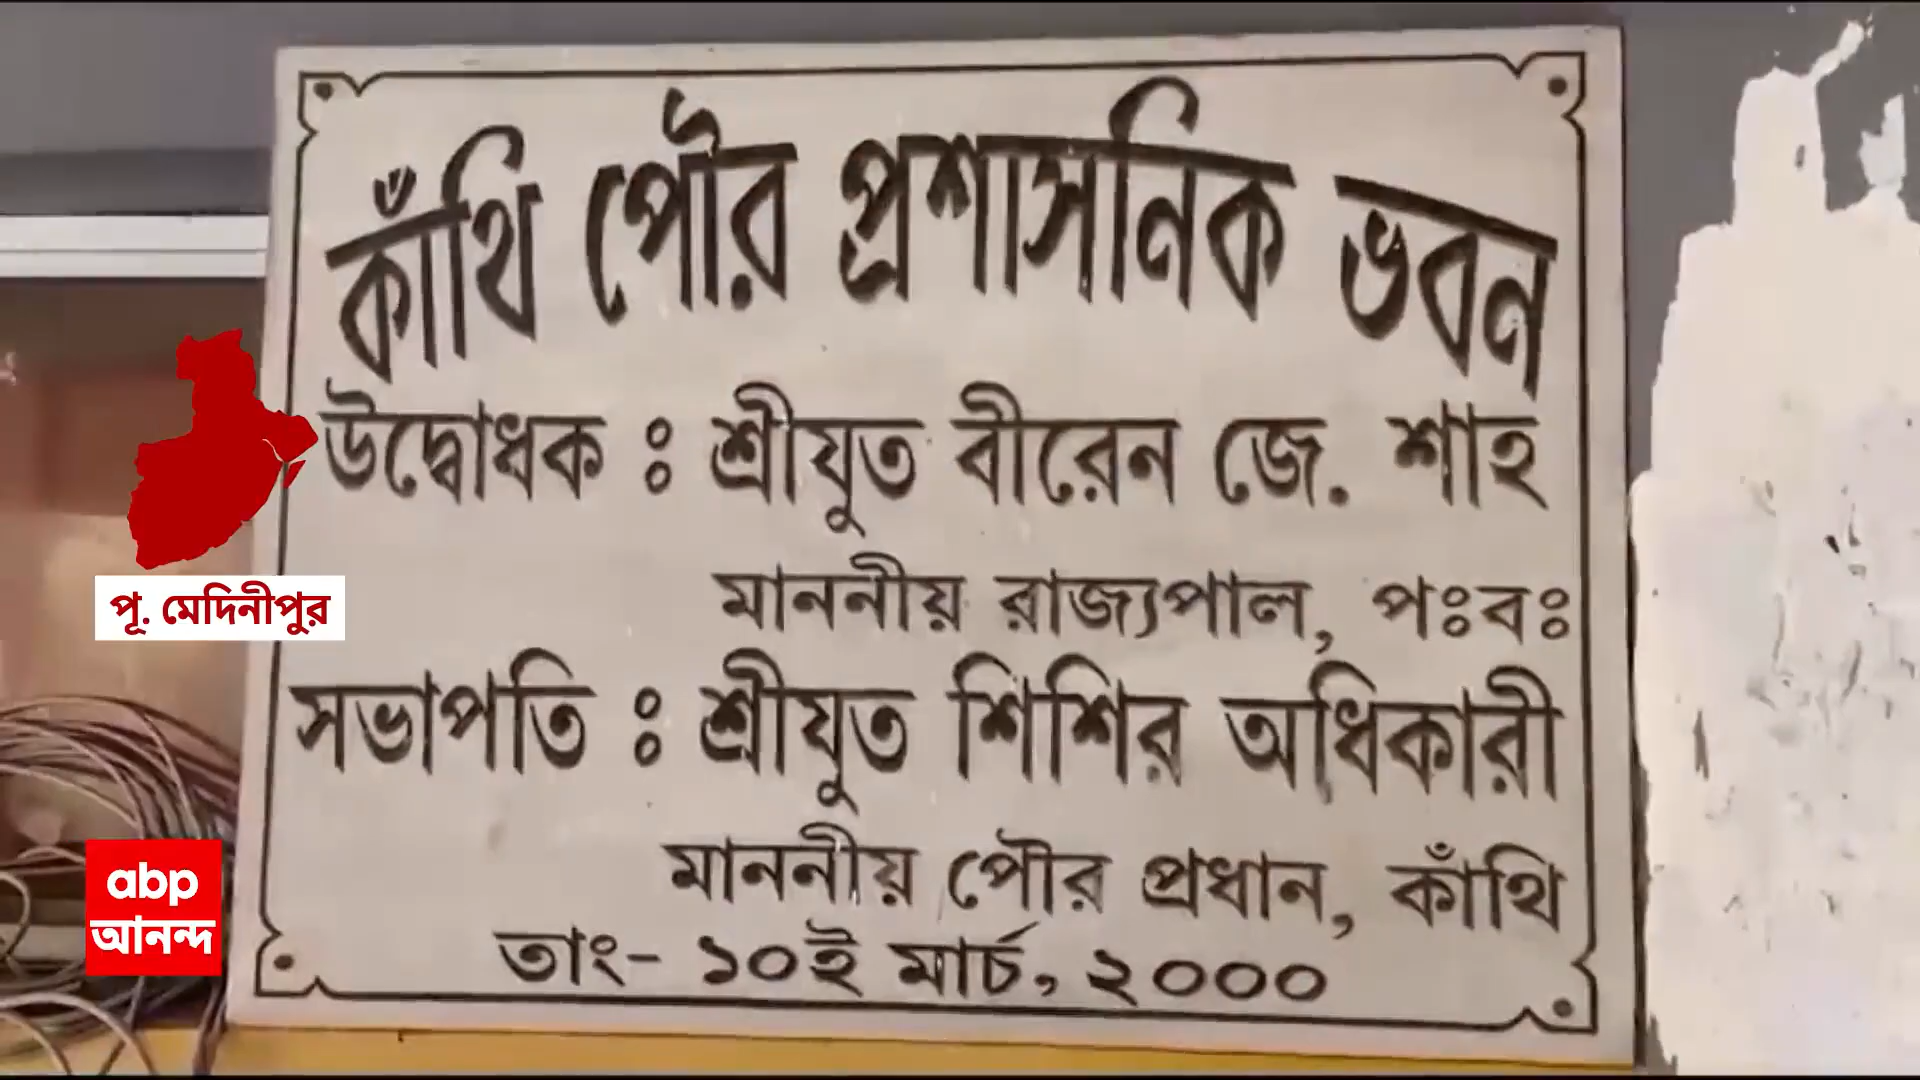 কাঁথি পৌর প্রশাসনিক ভবন
উদ্বোধক : শ্রীযুত বীরেন জে. শাহ
মাননীয় রাজ্যপাল, পঃবঃ
সভাপতি : শ্রীযুত শিশির অধিকারী
মাননীয় পৌর প্রধান, কাঁথি
তাং- ১০ই মার্চ, ২০০০
পূ. মেদিনীপুর
abp
আনন্দ